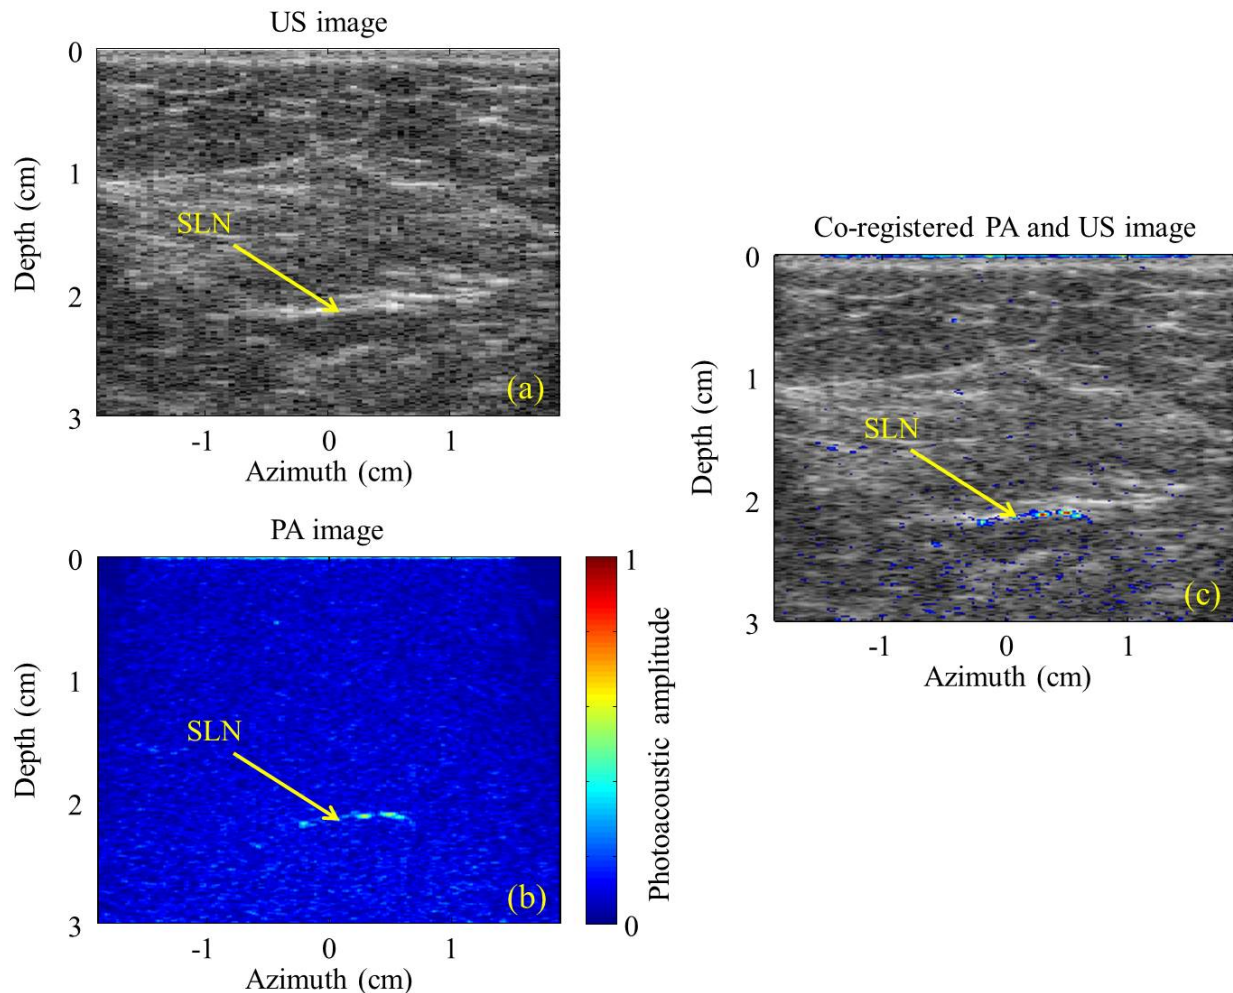 US image
0
1
2
3
Depth (cm)
SLN
(a)
-1 0 1
Azimuth (cm)
PA image
0
1
2
3
Depth (cm)
SLN
(b)
-1 0 1
Azimuth (cm)
1
0
Photoacoustic amplitude
Co-registered PA and US image
0
1
2
3
Depth (cm)
SLN
(c)
-1 0 1
Azimuth (cm)